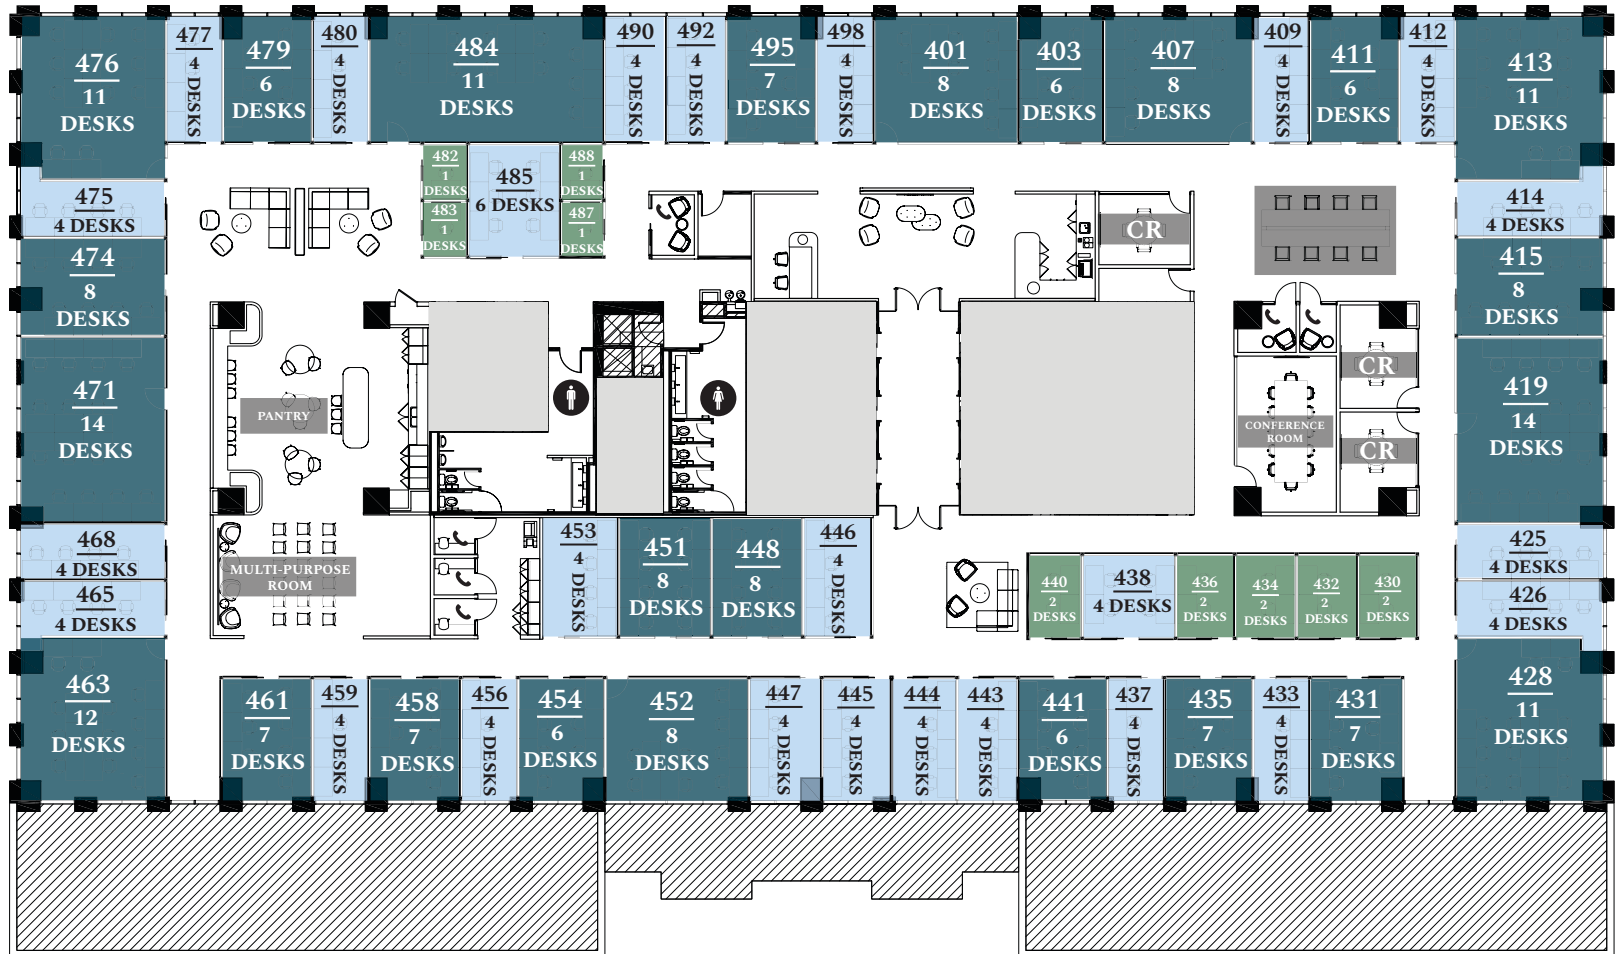 476
11
DESKS
477
4 DESKS
479
6
DESKS
480
4 DESKS
484
11
DESKS
490
4 DESKS
492
4 DESKS
495
7
DESKS
498
4 DESKS
401
8
DESKS
403
6
DESKS
407
8
DESKS
409
4 DESKS
411
6
DESKS
412
4 DESKS
413
11
DESKS
482
1
DESKS
483
1
DESKS
485
6 DESKS
488
1
DESKS
487
1
DESKS
475
4 DESKS
474
8
DESKS
471
14
DESKS
468
4 DESKS
465
4 DESKS
463
12
DESKS
CR
414
4 DESKS
415
8
DESKS
419
14
DESKS
425
4 DESKS
426
4 DESKS
428
11
DESKS
PANTRY
CR
CONFERENCE
ROOM
CR
MULTI-PURPOSE
ROOM
453
4 DESKS
451
8
DESKS
448
8
DESKS
446
4 DESKS
440
2
DESKS
438
4 DESKS
436
2
DESKS
434
2
DESKS
432
2
DESKS
430
2
DESKS
461
7
DESKS
459
4 DESKS
458
7
DESKS
456
4 DESKS
454
6
DESKS
452
8
DESKS
447
4 DESKS
445
4 DESKS
444
4 DESKS
443
4 DESKS
441
6
DESKS
437
4 DESKS
435
7
DESKS
433
4 DESKS
431
7
DESKS